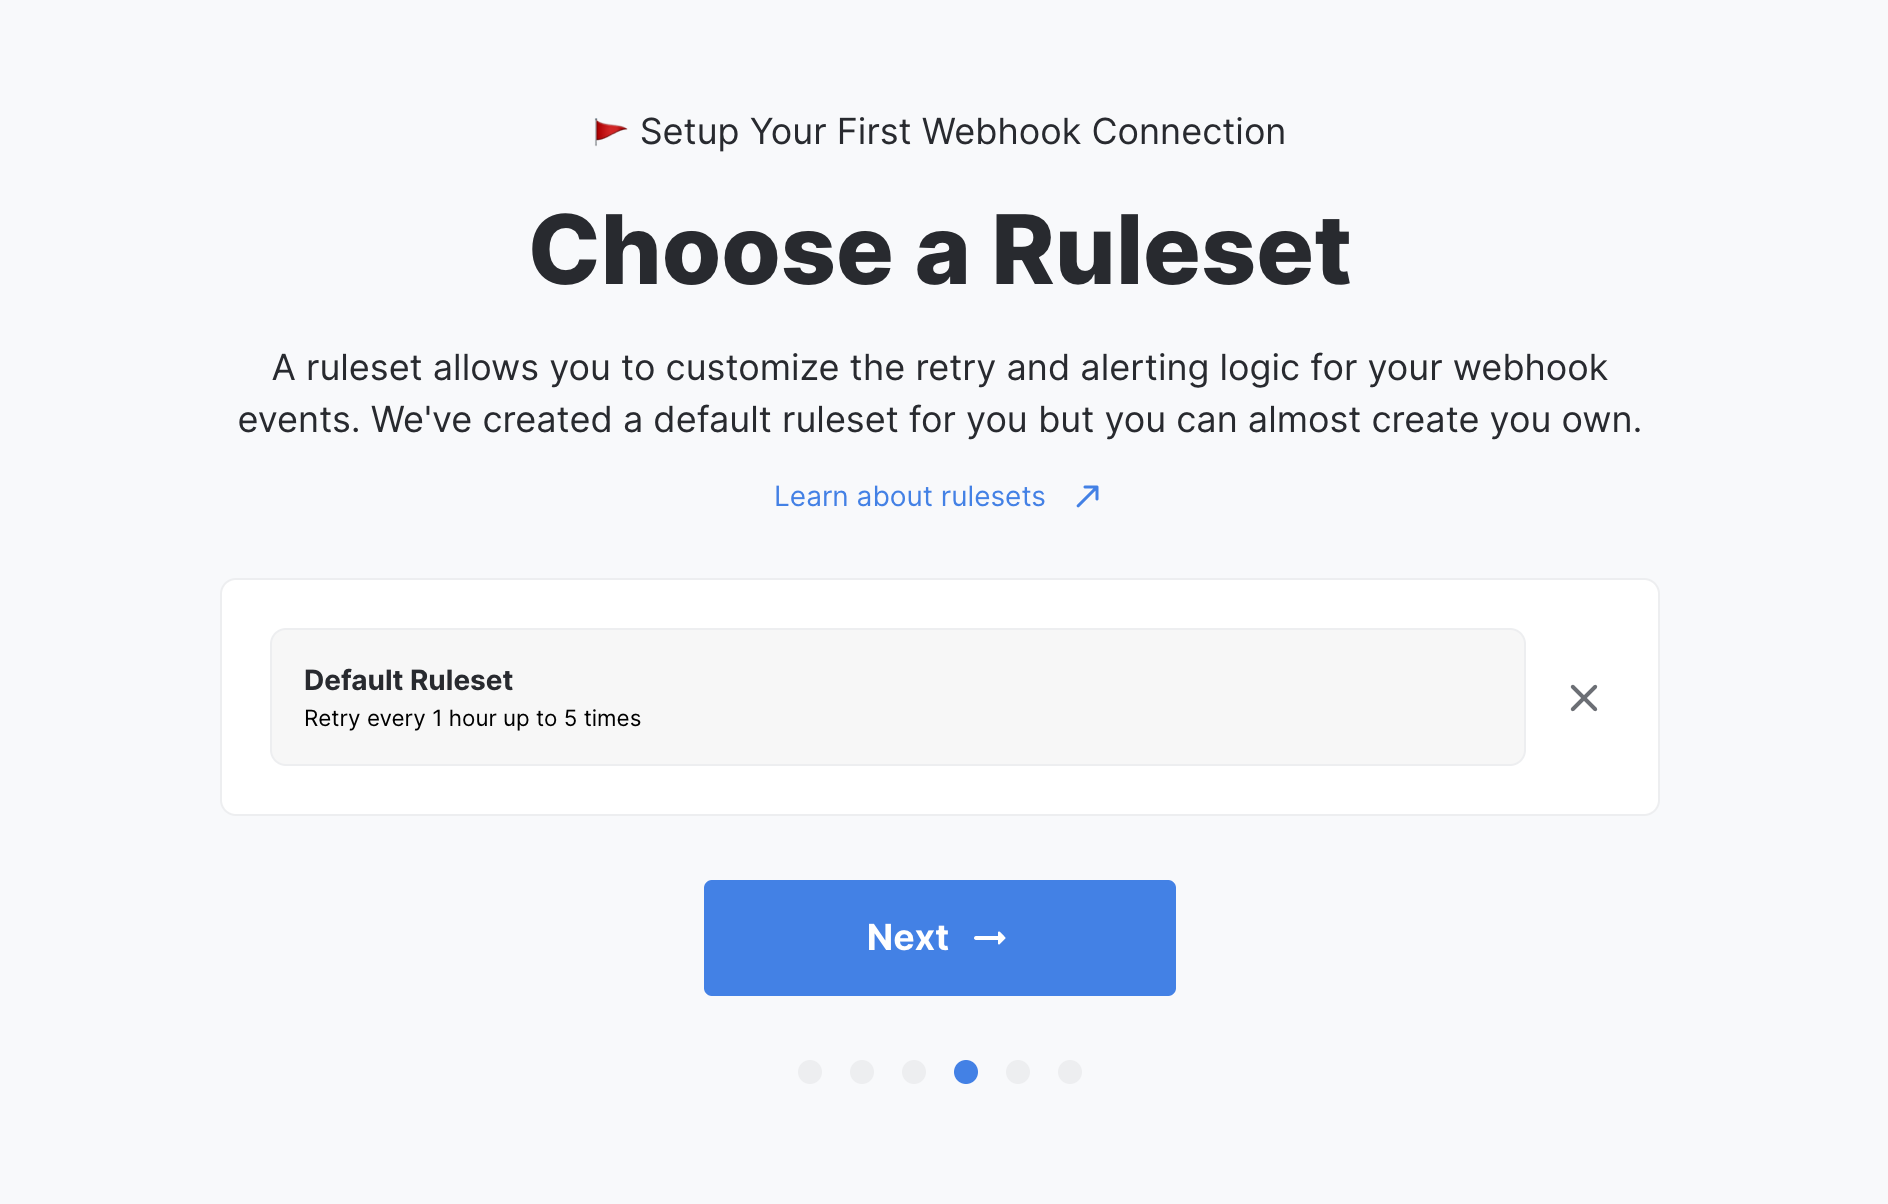 Setup Your First Webhook Connection
Choose a Ruleset
A ruleset allows you to customize the retry and alerting logic for your webhook
events. We've created a default ruleset for you but you can almost create you own.
Learn about rulesets
Default Ruleset
Retry every 1 hour up to 5 times
Next